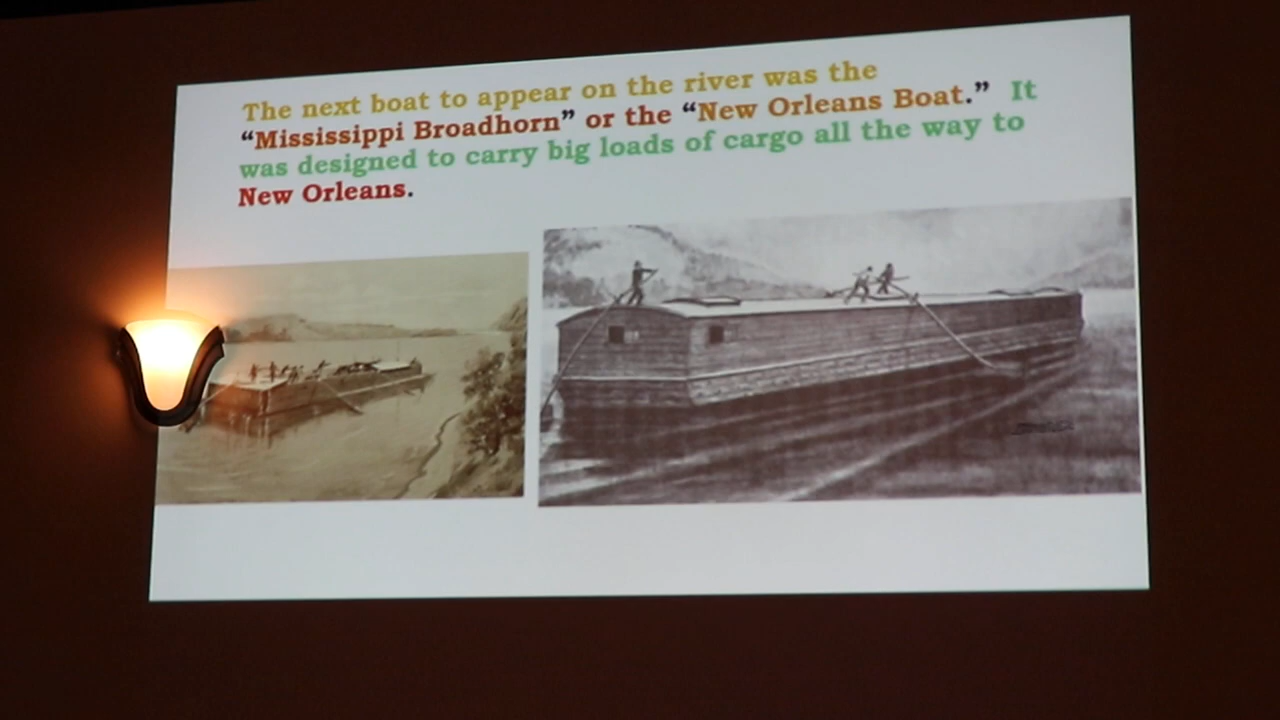 The next boat to appear on the river was the
“Mississippi Broadhorn” or the “New Orleans Boat.” It
was designed to carry big loads of cargo all the way to
New Orleans.